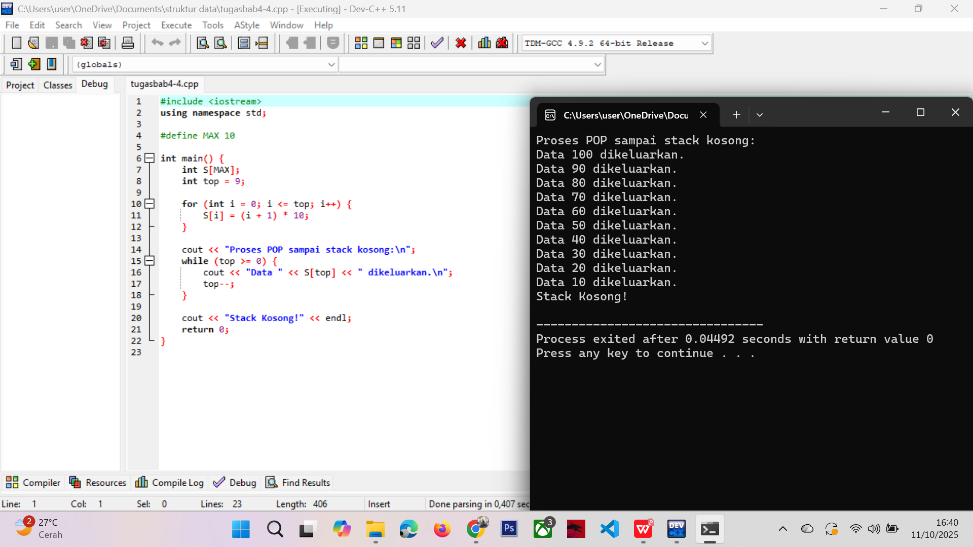 C:\Users\user\OneDrive\Documents\struktur data\tugasbab4-4.cpp - [Executing] - Dev-C++ 5.11
File Edit Search View Project Execute Tools AStyle Window Help
TDM-GCC 4.9.2 64-bit Release
(globals)
Project Classes Debug
tugasbab4-4.cpp
1 #include <iostream>
2 using namespace std;
3
4 #define MAX 10
5
6 int main() {
7 int S[MAX];
8 int top = 9;
9
10 for (int i = 0; i <= top; i++) {
11 S[i] = (i + 1) * 10;
12 }
13
14 cout << "Proses POP sampai stack kosong:\n";
15 while (top >= 0) {
16 cout << "Data " << S[top] << " dikeluarkan.\n";
17 top--;
18 }
19
20 cout << "Stack Kosong!" << endl;
21 return 0;
22 }
23
C:\Users\user\OneDrive\Docu
Proses POP sampai stack kosong:
Data 100 dikeluarkan.
Data 90 dikeluarkan.
Data 80 dikeluarkan.
Data 70 dikeluarkan.
Data 60 dikeluarkan.
Data 50 dikeluarkan.
Data 40 dikeluarkan.
Data 30 dikeluarkan.
Data 20 dikeluarkan.
Data 10 dikeluarkan.
Stack Kosong!
--------------------------------
Process exited after 0.04492 seconds with return value 0
Press any key to continue . . .
Compiler Resources Compile Log Debug Find Results
Line: 1 Col: 1 Sel: 0 Lines: 23 Length: 406 Insert Done parsing in 0,407 sec
2
27°C
Cerah
Ps
3
DEV
16:40
11/10/2025